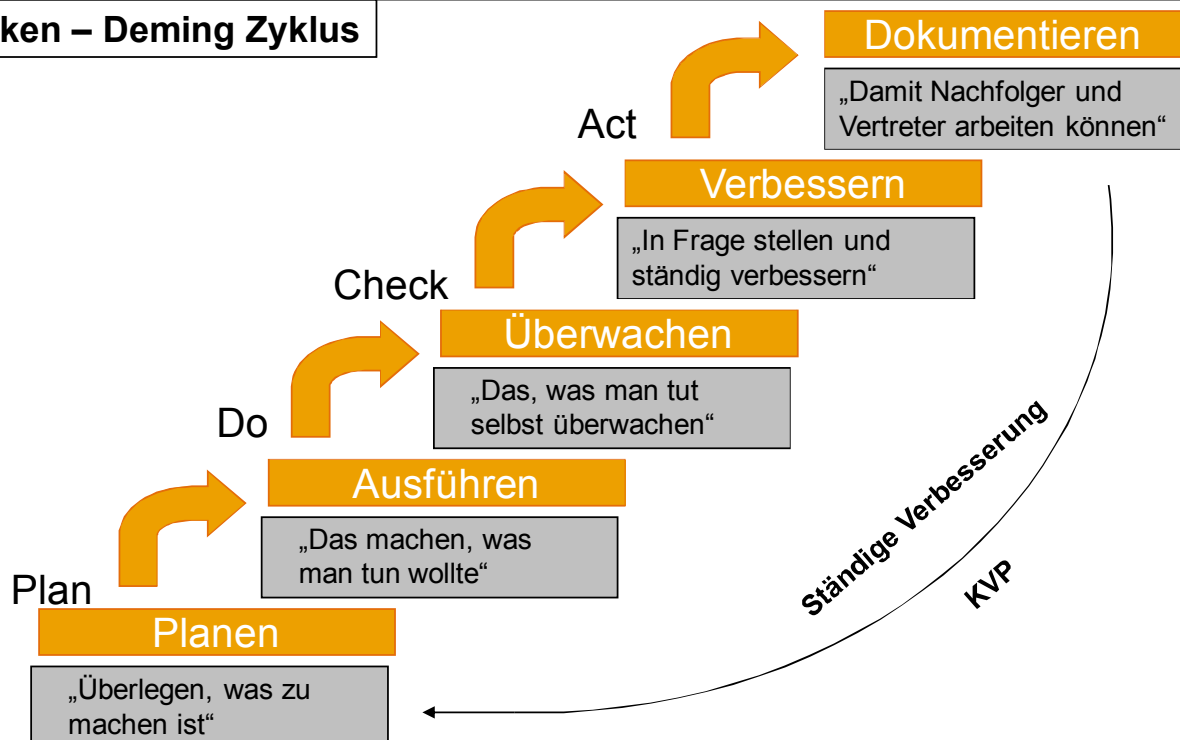 ken – Deming Zyklus
Dokumentieren
„Damit Nachfolger und
Vertreter arbeiten können“
Act
Verbessern
„In Frage stellen und
ständig verbessern“
Check
Überwachen
„Das, was man tut
selbst überwachen“
Do
Ausführen
„Das machen, was
man tun wollte“
Plan
Planen
„Überlegen, was zu
machen ist“
Ständige Verbesserung
KVP